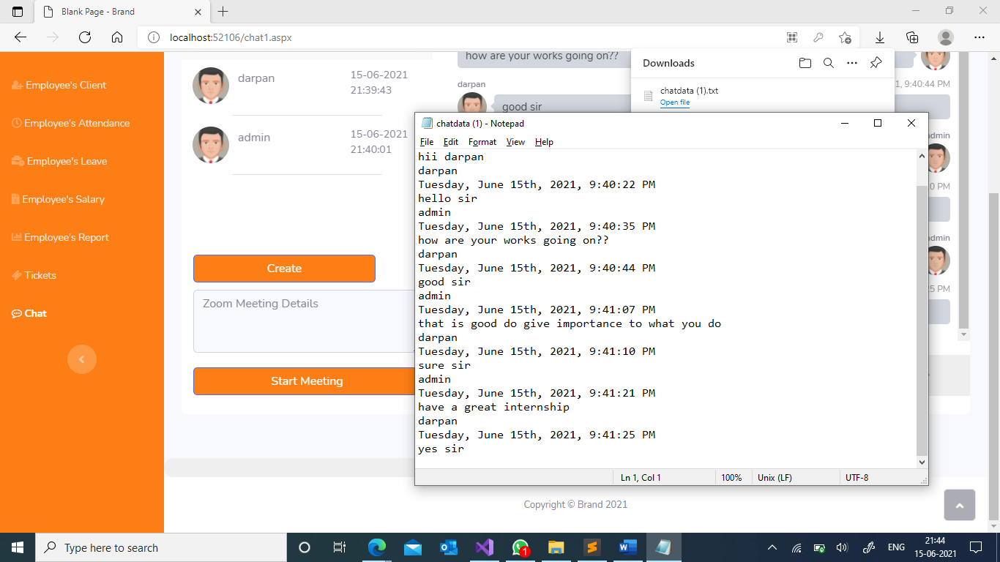 Blank Page - Brand
localhost:52106/chat1.aspx
Employee's Client
Employee's Attendance
Employee's Leave
Employee's Salary
Employee's Report
Tickets
Chat
darpan
15-06-2021
21:39:43
admin
15-06-2021
21:40:01
Create
Zoom Meeting Details
Start Meeting
how are your works going on??
darpan
good sir
1, 9:40:44 PM
admin
0 PM
admin
25 PM
Downloads
chatdata (1).txt
Open file
chatdata (1) - Notepad
File Edit Format View Help
hii darpan
darpan
Tuesday, June 15th, 2021, 9:40:22 PM
hello sir
admin
Tuesday, June 15th, 2021, 9:40:35 PM
how are your works going on??
darpan
Tuesday, June 15th, 2021, 9:40:44 PM
good sir
admin
Tuesday, June 15th, 2021, 9:41:07 PM
that is good do give importance to what you do
darpan
Tuesday, June 15th, 2021, 9:41:10 PM
sure sir
admin
Tuesday, June 15th, 2021, 9:41:21 PM
have a great internship
darpan
Tuesday, June 15th, 2021, 9:41:25 PM
yes sir
Ln 1, Col 1
100%
Unix (LF)
UTF-8
Copyright © Brand 2021
Type here to search
1
ENG
21:44
15-06-2021